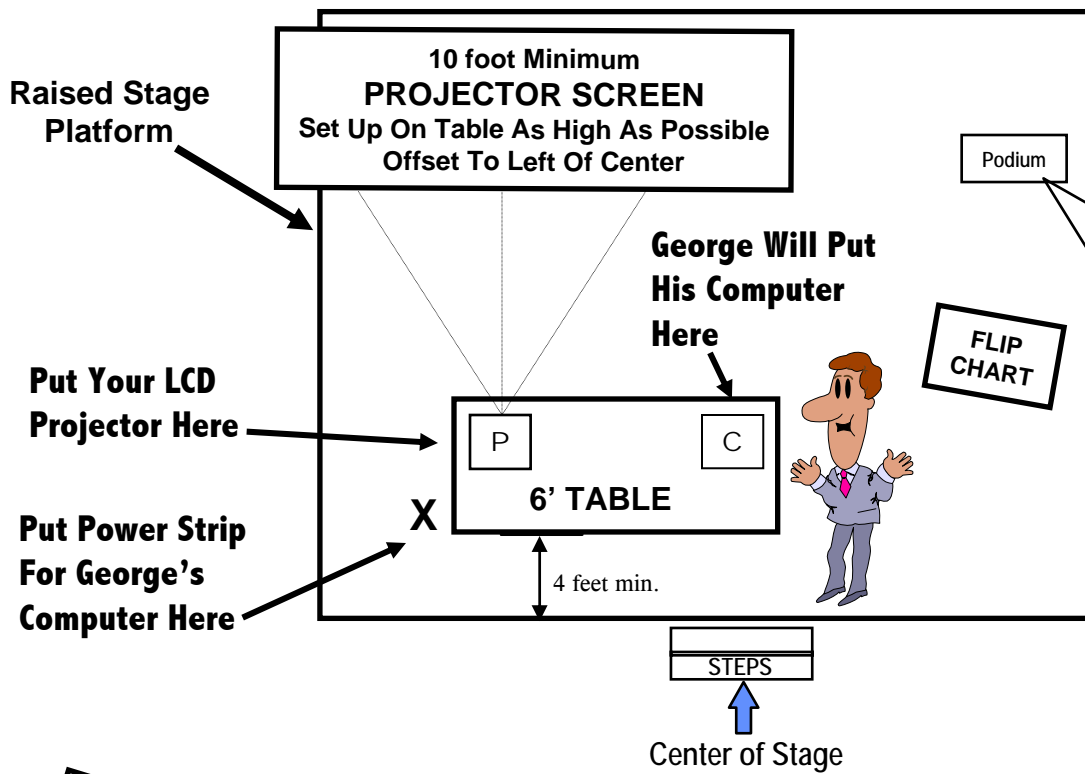 10 foot Minimum
PROJECTOR SCREEN
Set Up On Table As High As Possible
Offset To Left Of Center
Raised Stage
Platform
Podium
George Will Put
His Computer
Here
FLIP
CHART
Put Your LCD
Projector Here
P
C
6’ TABLE
X
Put Power Strip
For George’s
Computer Here
4 feet min.
STEPS
Center of Stage